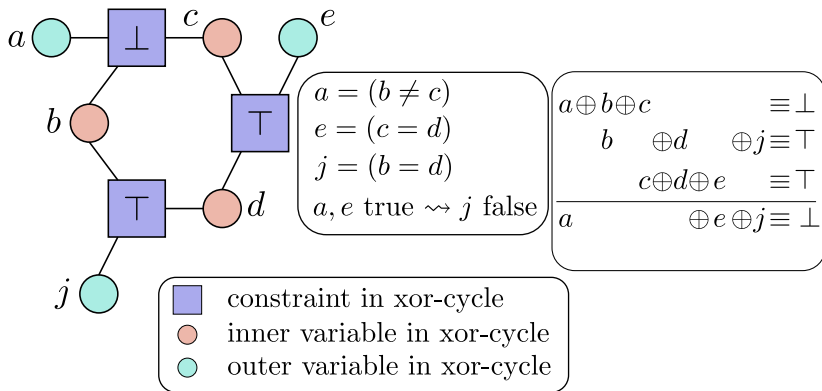 a ⊥ c e
b ⊤
⊤ d
j
a = (b ≠ c)
e = (c = d)
j = (b = d)
a, e true ⇝ j false
a⊕b⊕c ≡⊥
b ⊕d ⊕j≡⊤
c⊕d⊕e ≡⊤
a ⊕e⊕j≡⊥
constraint in xor-cycle
inner variable in xor-cycle
outer variable in xor-cycle